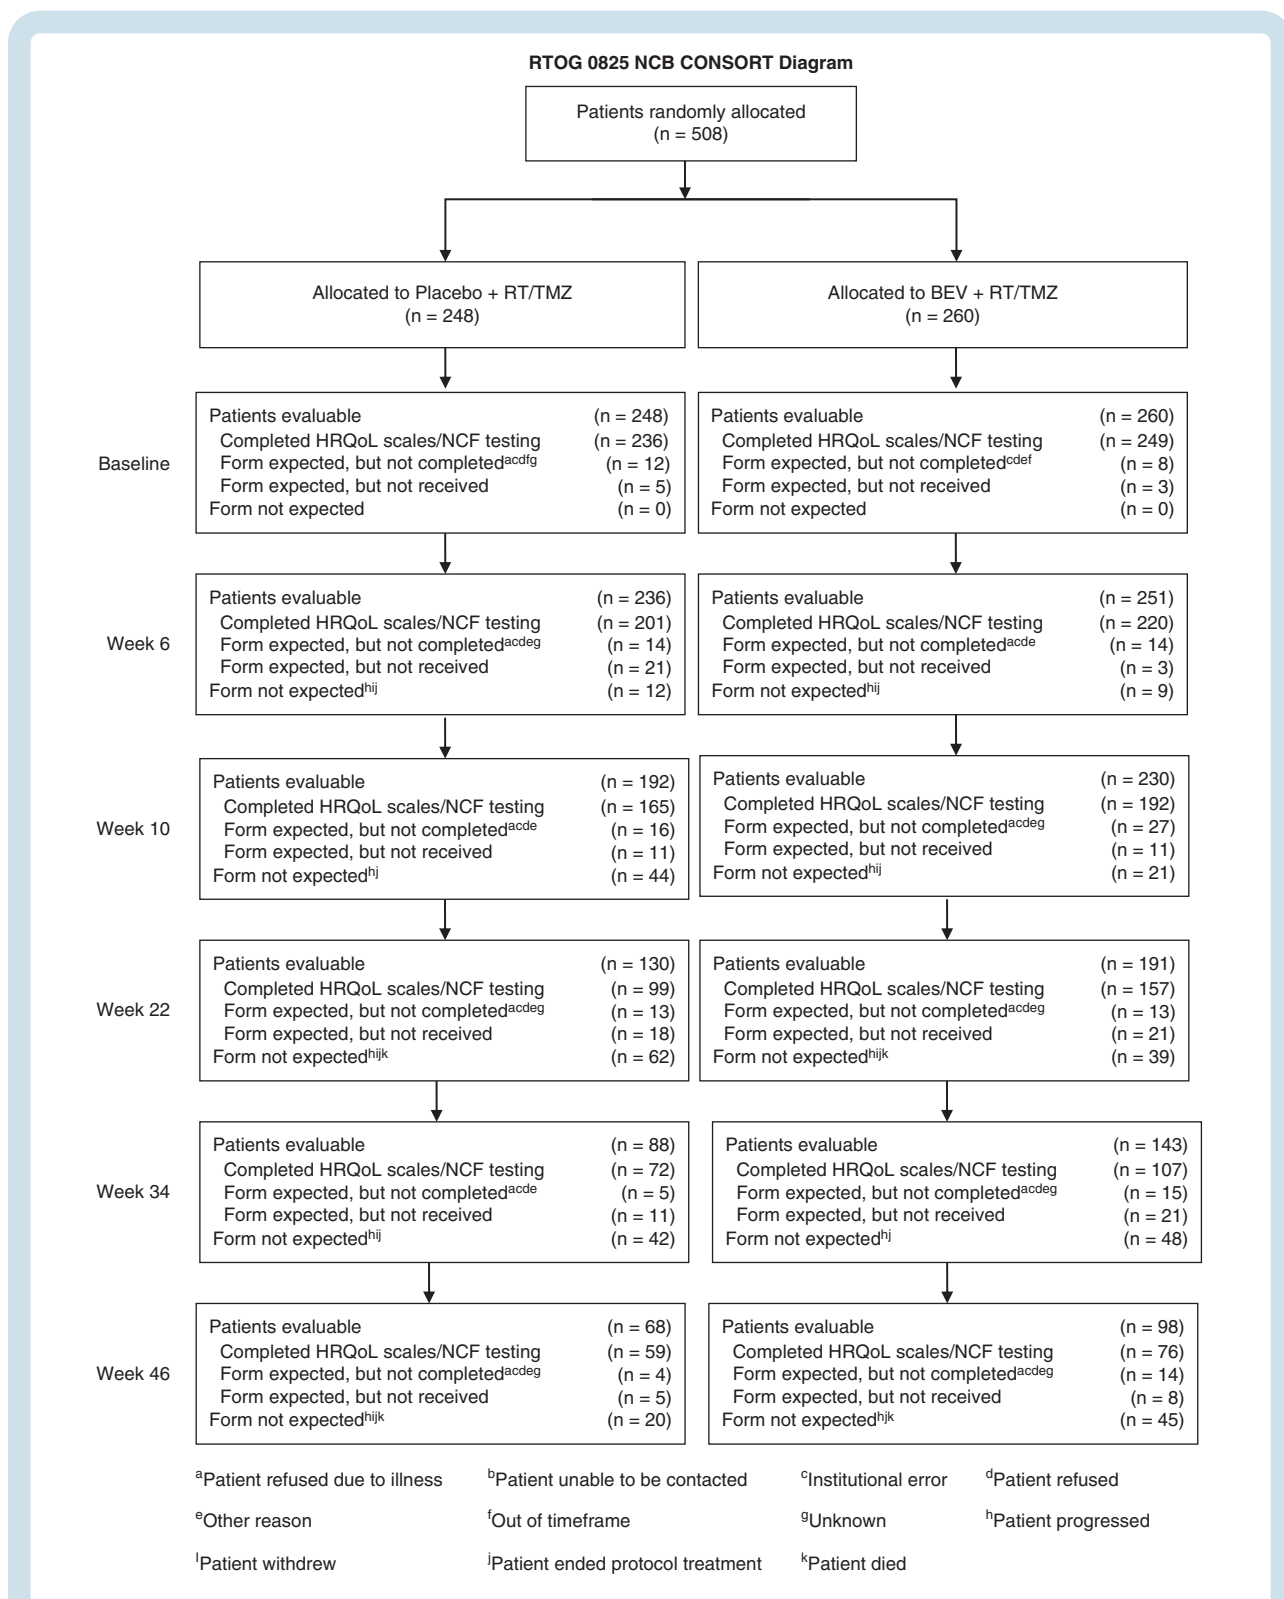 RTOG 0825 NCB CONSORT Diagram
Patients randomly allocated
(n = 508)
Allocated to Placebo + RT/TMZ
(n = 248)
Allocated to BEV + RT/TMZ
(n = 260)
Baseline
Patients evaluable (n = 248)
Completed HRQoL scales/NCF testing (n = 236)
Form expected, but not completedacdfg (n = 12)
Form expected, but not received (n = 5)
Form not expected (n = 0)
Patients evaluable (n = 260)
Completed HRQoL scales/NCF testing (n = 249)
Form expected, but not completedcdef (n = 8)
Form expected, but not received (n = 3)
Form not expected (n = 0)
Week 6
Patients evaluable (n = 236)
Completed HRQoL scales/NCF testing (n = 201)
Form expected, but not completedacdeg (n = 14)
Form expected, but not received (n = 21)
Form not expectedhij (n = 12)
Patients evaluable (n = 251)
Completed HRQoL scales/NCF testing (n = 220)
Form expected, but not completedacde (n = 14)
Form expected, but not received (n = 3)
Form not expectedhij (n = 9)
Week 10
Patients evaluable (n = 192)
Completed HRQoL scales/NCF testing (n = 165)
Form expected, but not completedacde (n = 16)
Form expected, but not received (n = 11)
Form not expectedhj (n = 44)
Patients evaluable (n = 230)
Completed HRQoL scales/NCF testing (n = 192)
Form expected, but not completedacdeg (n = 27)
Form expected, but not received (n = 11)
Form not expectedhij (n = 21)
Week 22
Patients evaluable (n = 130)
Completed HRQoL scales/NCF testing (n = 99)
Form expected, but not completedacdeg (n = 13)
Form expected, but not received (n = 18)
Form not expectedhijk (n = 62)
Patients evaluable (n = 191)
Completed HRQoL scales/NCF testing (n = 157)
Form expected, but not completedacdeg (n = 13)
Form expected, but not received (n = 21)
Form not expectedhijk (n = 39)
Week 34
Patients evaluable (n = 88)
Completed HRQoL scales/NCF testing (n = 72)
Form expected, but not completedacde (n = 5)
Form expected, but not received (n = 11)
Form not expectedhij (n = 42)
Patients evaluable (n = 143)
Completed HRQoL scales/NCF testing (n = 107)
Form expected, but not completedacdeg (n = 15)
Form expected, but not received (n = 21)
Form not expectedhj (n = 48)
Week 46
Patients evaluable (n = 68)
Completed HRQoL scales/NCF testing (n = 59)
Form expected, but not completedacdeg (n = 4)
Form expected, but not received (n = 5)
Form not expectedhijk (n = 20)
Patients evaluable (n = 98)
Completed HRQoL scales/NCF testing (n = 76)
Form expected, but not completedacdeg (n = 14)
Form expected, but not received (n = 8)
Form not expectedhjk (n = 45)
aPatient refused due to illness bPatient unable to be contacted cInstitutional error dPatient refused
eOther reason fOut of timeframe gUnknown hPatient progressed
lPatient withdrew jPatient ended protocol treatment kPatient died